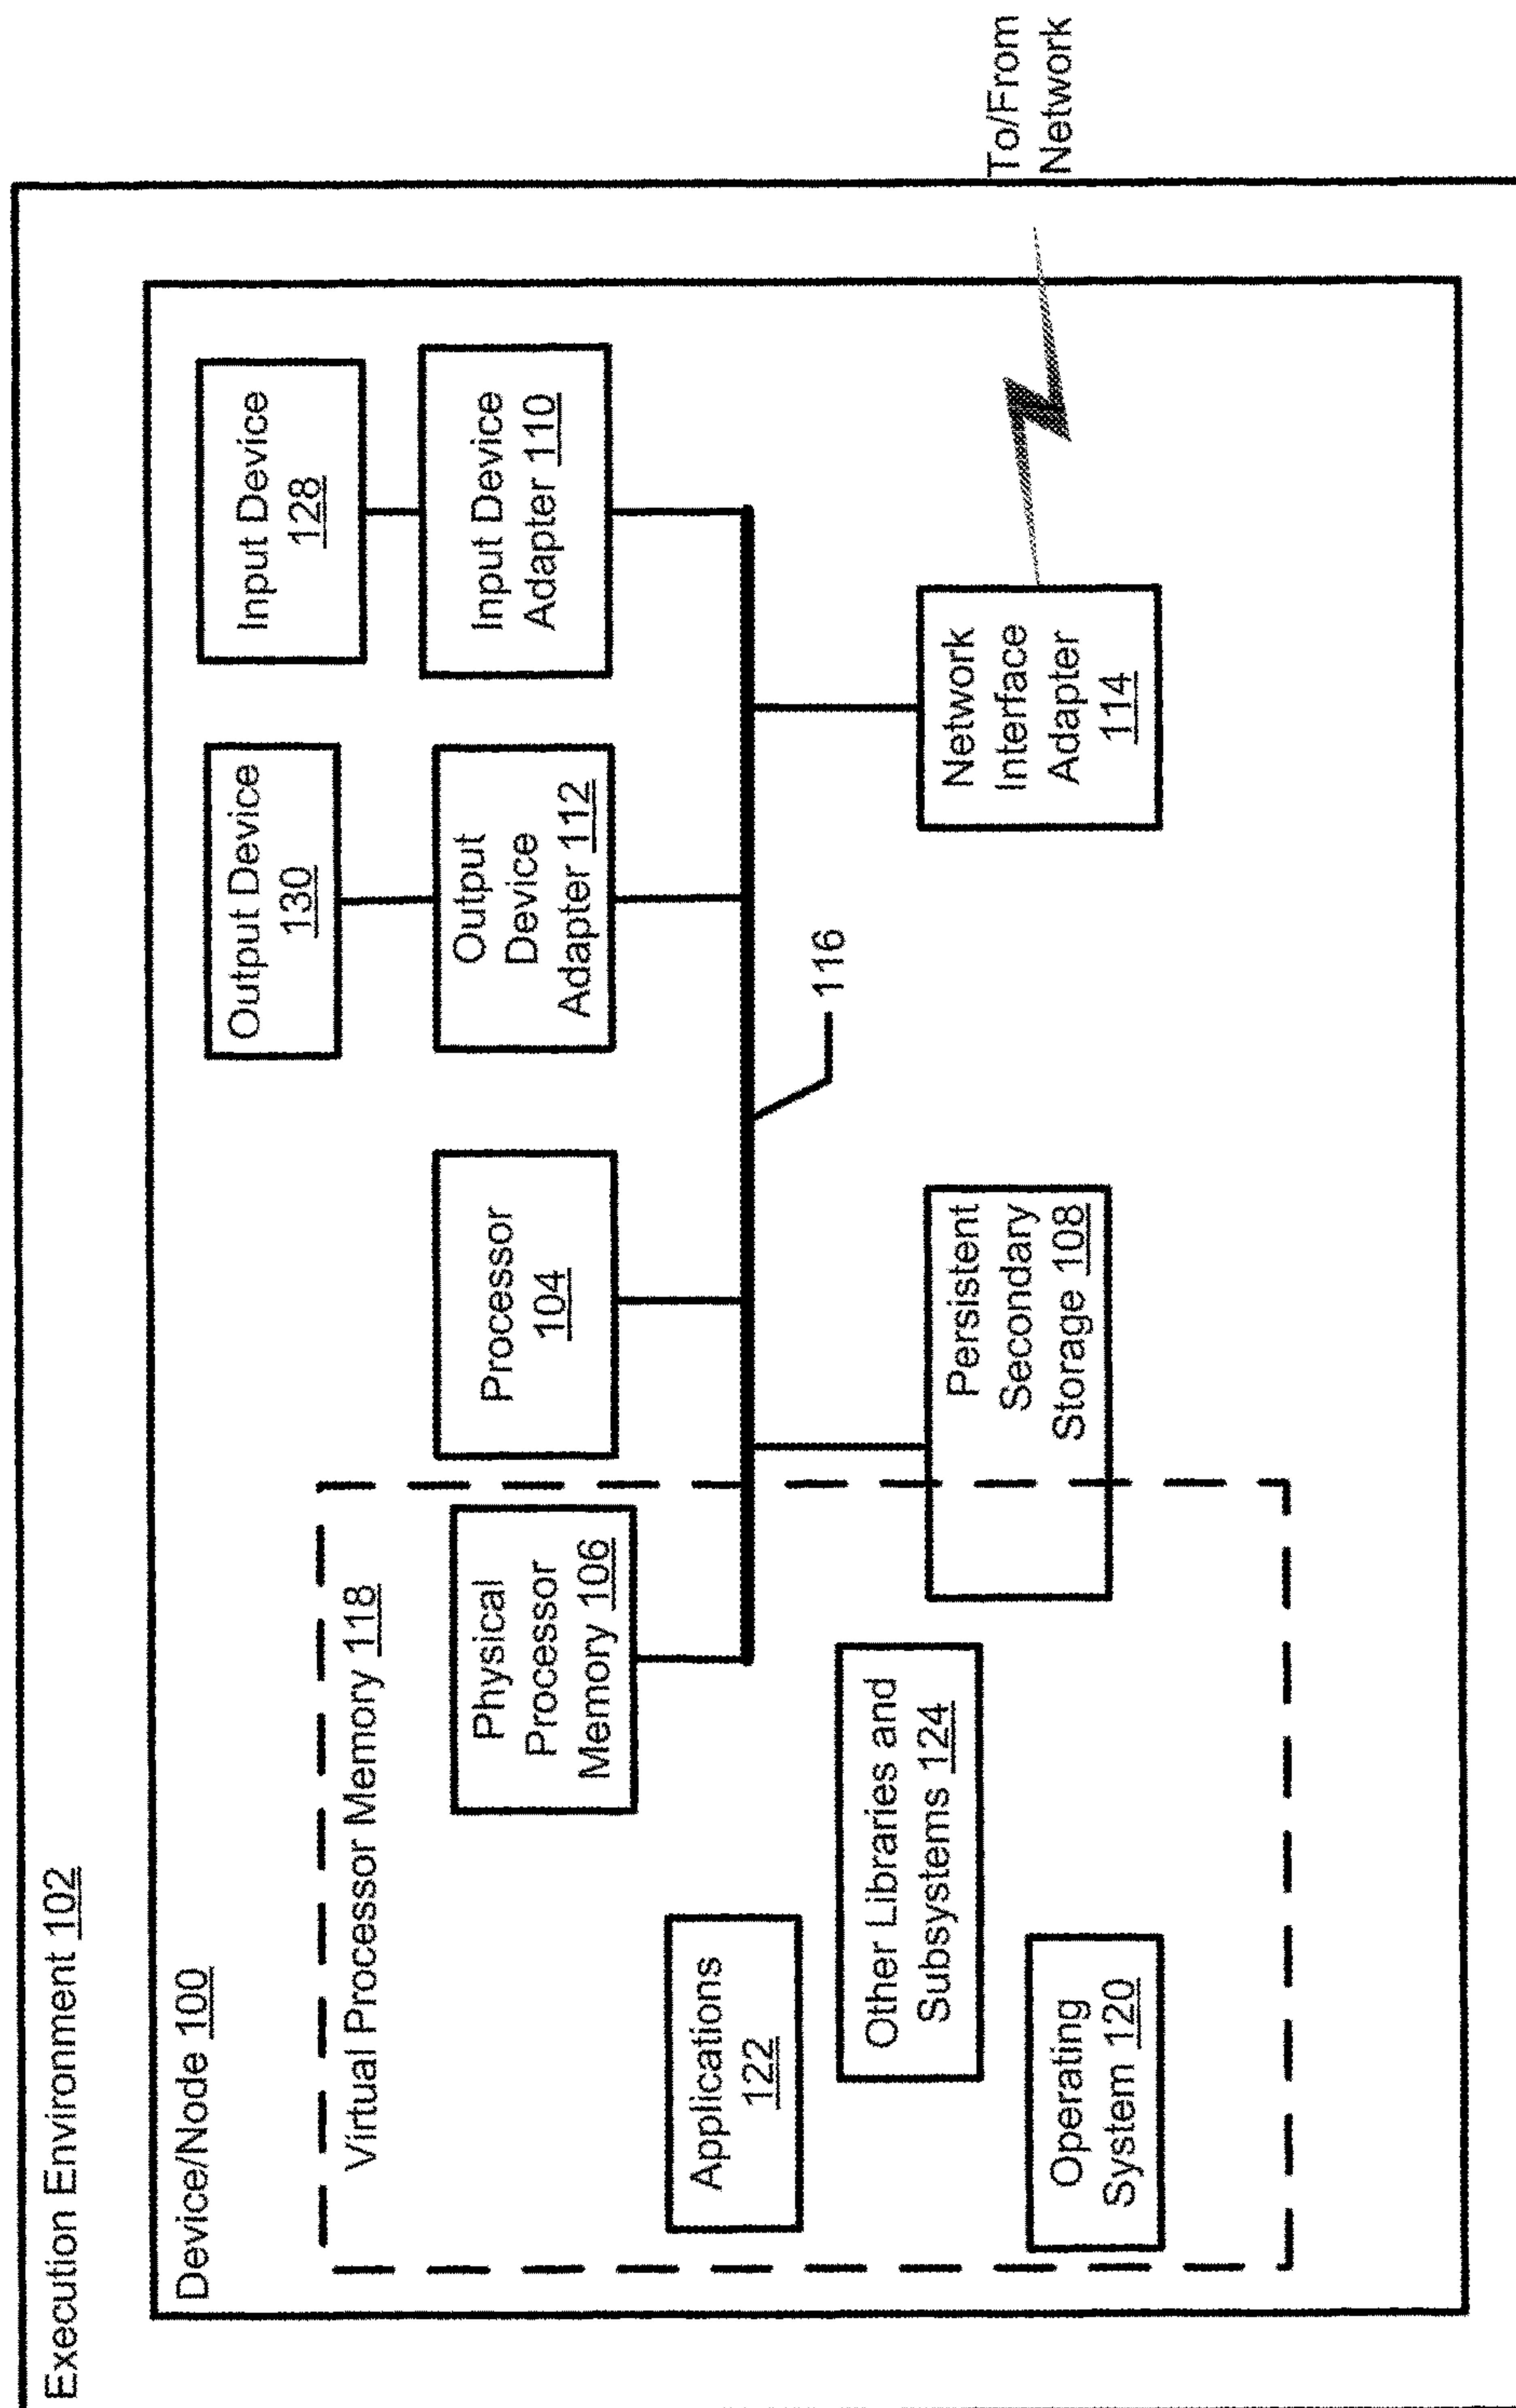 Execution Environment 102
Device/Node 100
Virtual Processor Memory 118
Output Device
130
Input Device
128
Physical
Processor
Memory 106
Processor
104
Output
Device
Adapter 112
Input Device
Adapter 110
Applications
122
116
Other Libraries and
Subsystems 124
Persistent
Secondary
Storage 108
Network
Interface
Adapter
114
To/From
Network
Operating
System 120